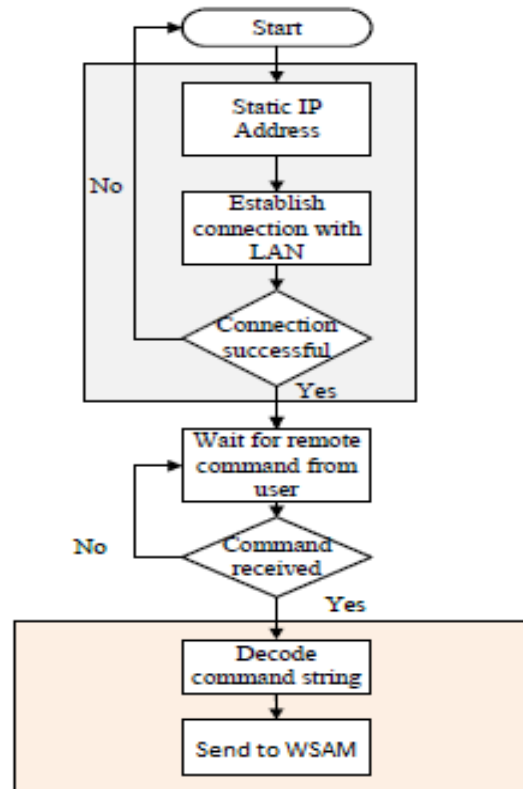 Start
Static IP
Address
No
Establish
connection with
LAN
Connection
successful
Yes
Wait for remote
command from
user
No
Command
received
Yes
Decode
command string
Send to WSAM